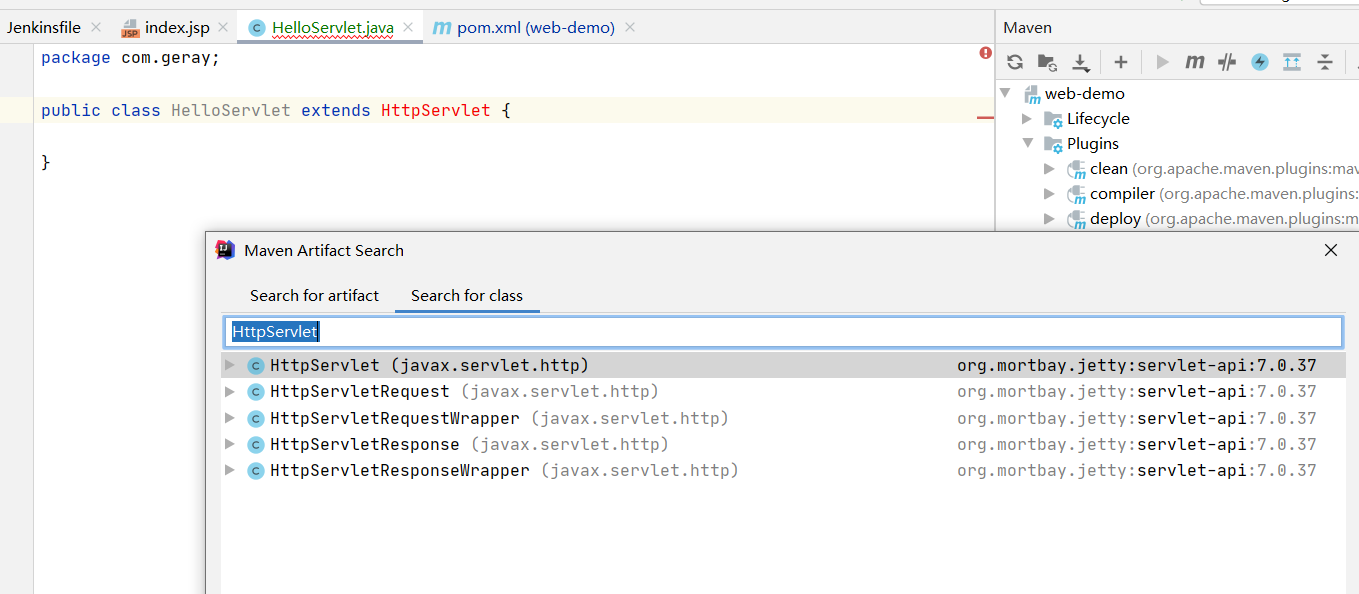 Jenkinsfile index.jsp HelloServlet.java pom.xml (web-demo)
Maven
package com.geray;
public class HelloServlet extends HttpServlet {
}
web-demo
Lifecycle
Plugins
clean (org.apache.maven.plugins:mav
compiler (org.apache.maven.plugins:
deploy (org.apache.maven.plugins:m
Maven Artifact Search
Search for artifact Search for class
HttpServlet
HttpServlet (javax.servlet.http) org.mortbay.jetty:servlet-api:7.0.37
HttpServletRequest (javax.servlet.http) org.mortbay.jetty:servlet-api:7.0.37
HttpServletRequestWrapper (javax.servlet.http) org.mortbay.jetty:servlet-api:7.0.37
HttpServletResponse (javax.servlet.http) org.mortbay.jetty:servlet-api:7.0.37
HttpServletResponseWrapper (javax.servlet.http) org.mortbay.jetty:servlet-api:7.0.37